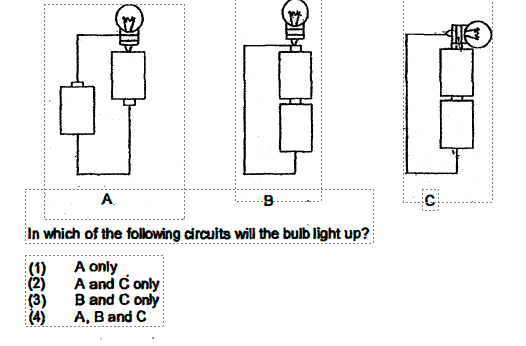 A.
B
C
In which of the following circuits will the bulb light up?
(1) A only
(2) A and C only
(3) B and C only
(4) A, B and C